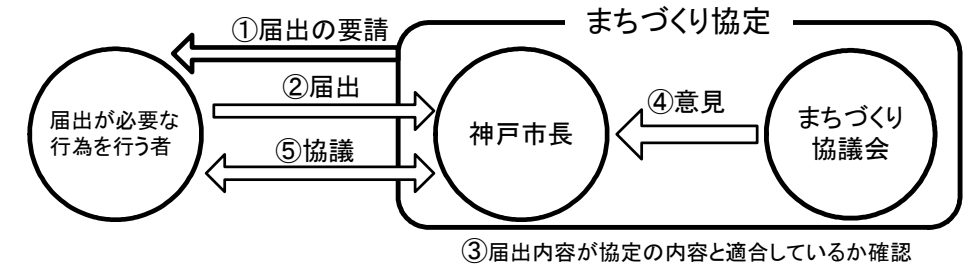 まちづくり協定
①届出の要請
②届出
④意見
届出が必要な
行為を行う者
神戸市長
まちづくり
協議会
⑤協議
③届出内容が協定の内容と適合しているか確認